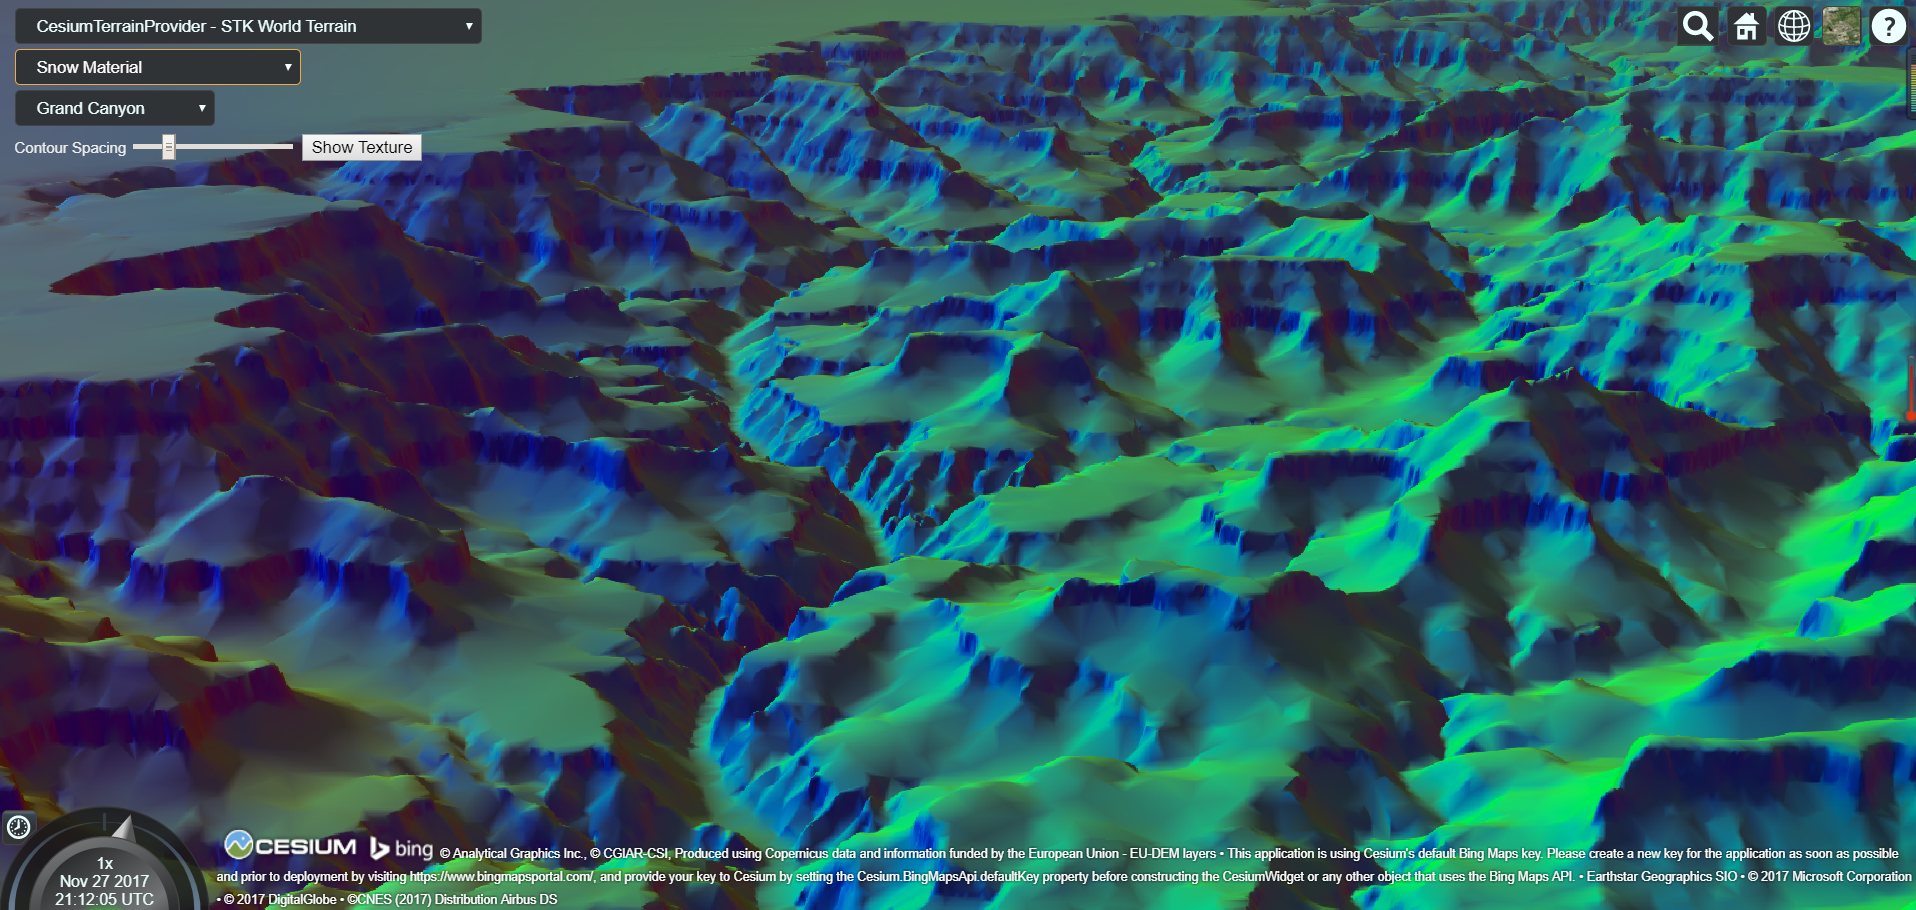 CesiumTerrainProvider - STK World Terrain
Snow Material
Grand Canyon
Contour Spacing
Show Texture
?
1x
Nov 27 2017
21:12:05 UTC
CESIUM bing © Analytical Graphics Inc., © CGIAR-CSI, Produced using Copernicus data and information funded by the European Union - EU-DEM layers • This application is using Cesium's default Bing Maps key. Please create a new key for the application as soon as possible
and prior to deployment by visiting https://www.bingmapsportal.com/, and provide your key to Cesium by setting the Cesium.BingMapsApi.defaultKey property before constructing the CesiumWidget or any other object that uses the Bing Maps API. • Earthstar Geographics SIO • © 2017 Microsoft Corporation
• © 2017 DigitalGlobe • ©CNES (2017) Distribution Airbus DS